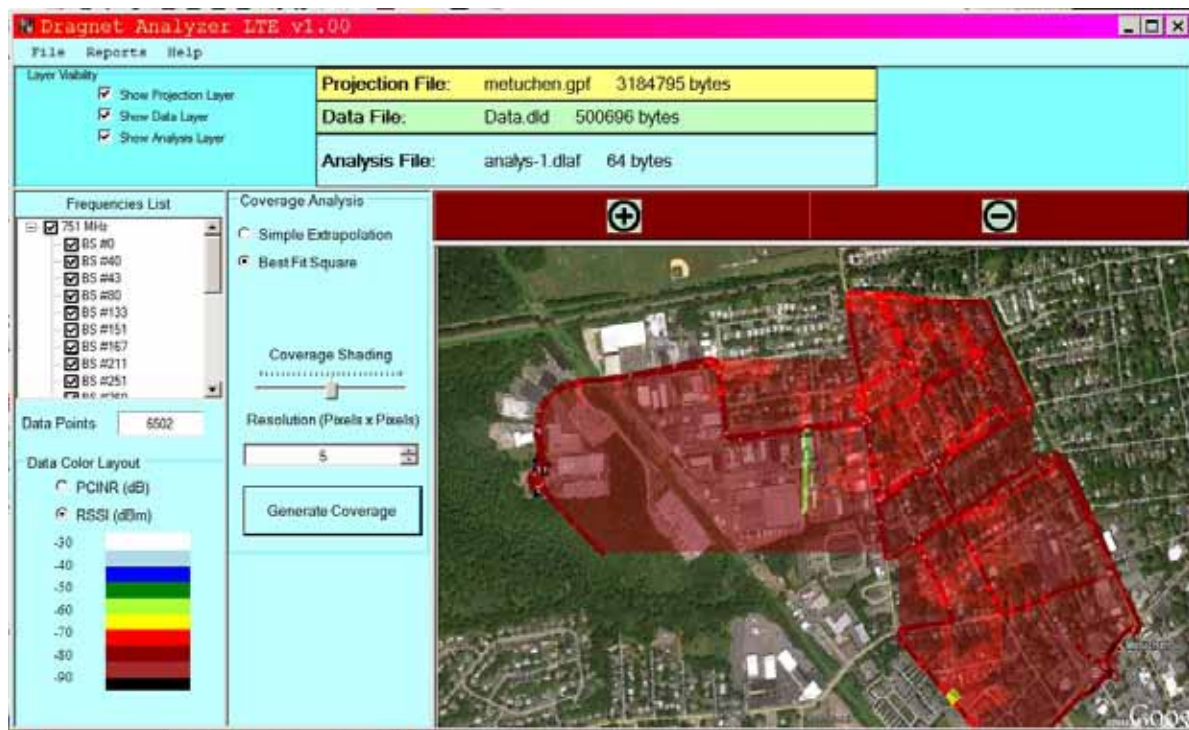 Dragnet Analyzer LTE v1.00
File Reports Help
Layer Visibility
Show Projection Layer
Show Data Layer
Show Analysis Layer
Projection File: metuchen.gpf 3184795 bytes
Data File: Data.dld 500696 bytes
Analysis File: analys-1.dlaf 64 bytes
Frequencies List
751 MHz
BS #0
BS #40
BS #43
BS #80
BS #133
BS #151
BS #167
BS #211
BS #251
Data Points 6502
Data Color Layout
PCINR (dB)
RSSI (dBm)
-30
-40
-50
-60
-70
-80
-90
Coverage Analysis
Simple Extrapolation
Best Fit Square
Coverage Shading
Resolution (Pixels x Pixels)
5
Generate Coverage